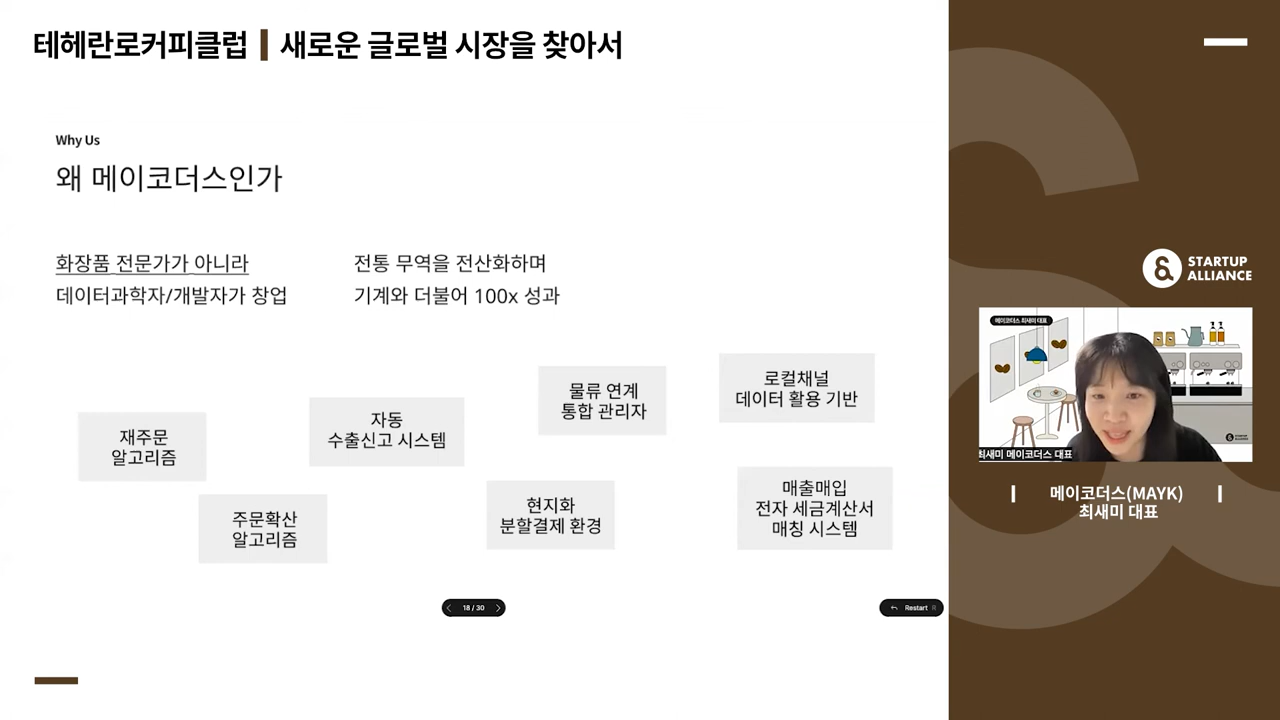 테헤란로커피클럽 | 새로운 글로벌 시장을 찾아서
Why Us
왜 메이코더스인가
화장품 전문가가 아니라
데이터과학자/개발자가 창업
전통 무역을 전산화하며
기계와 더불어 100x 성과
재주문
알고리즘
자동
수출신고 시스템
물류 연계
통합 관리자
로컬채널
데이터 활용 기반
주문확산
알고리즘
현지화
분할결제 환경
매출매입
전자 세금계산서
매칭 시스템
18 / 30
Restart R
STARTUP
ALLIANCE
메이코더스 최새미 대표
최새미 메이코더스 대표
메이코더스(MAYK)
최새미 대표